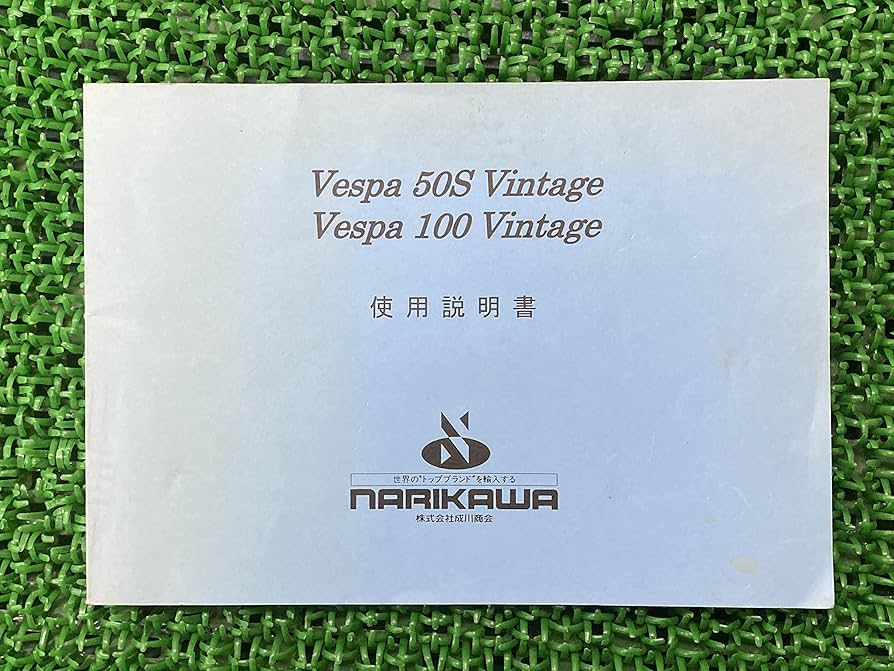 Vespa 50S Vintage
Vespa 100 Vintage
使用説明書
世界の"トップブランド"を輸入する
NARIKAWA
株式会社成川商会